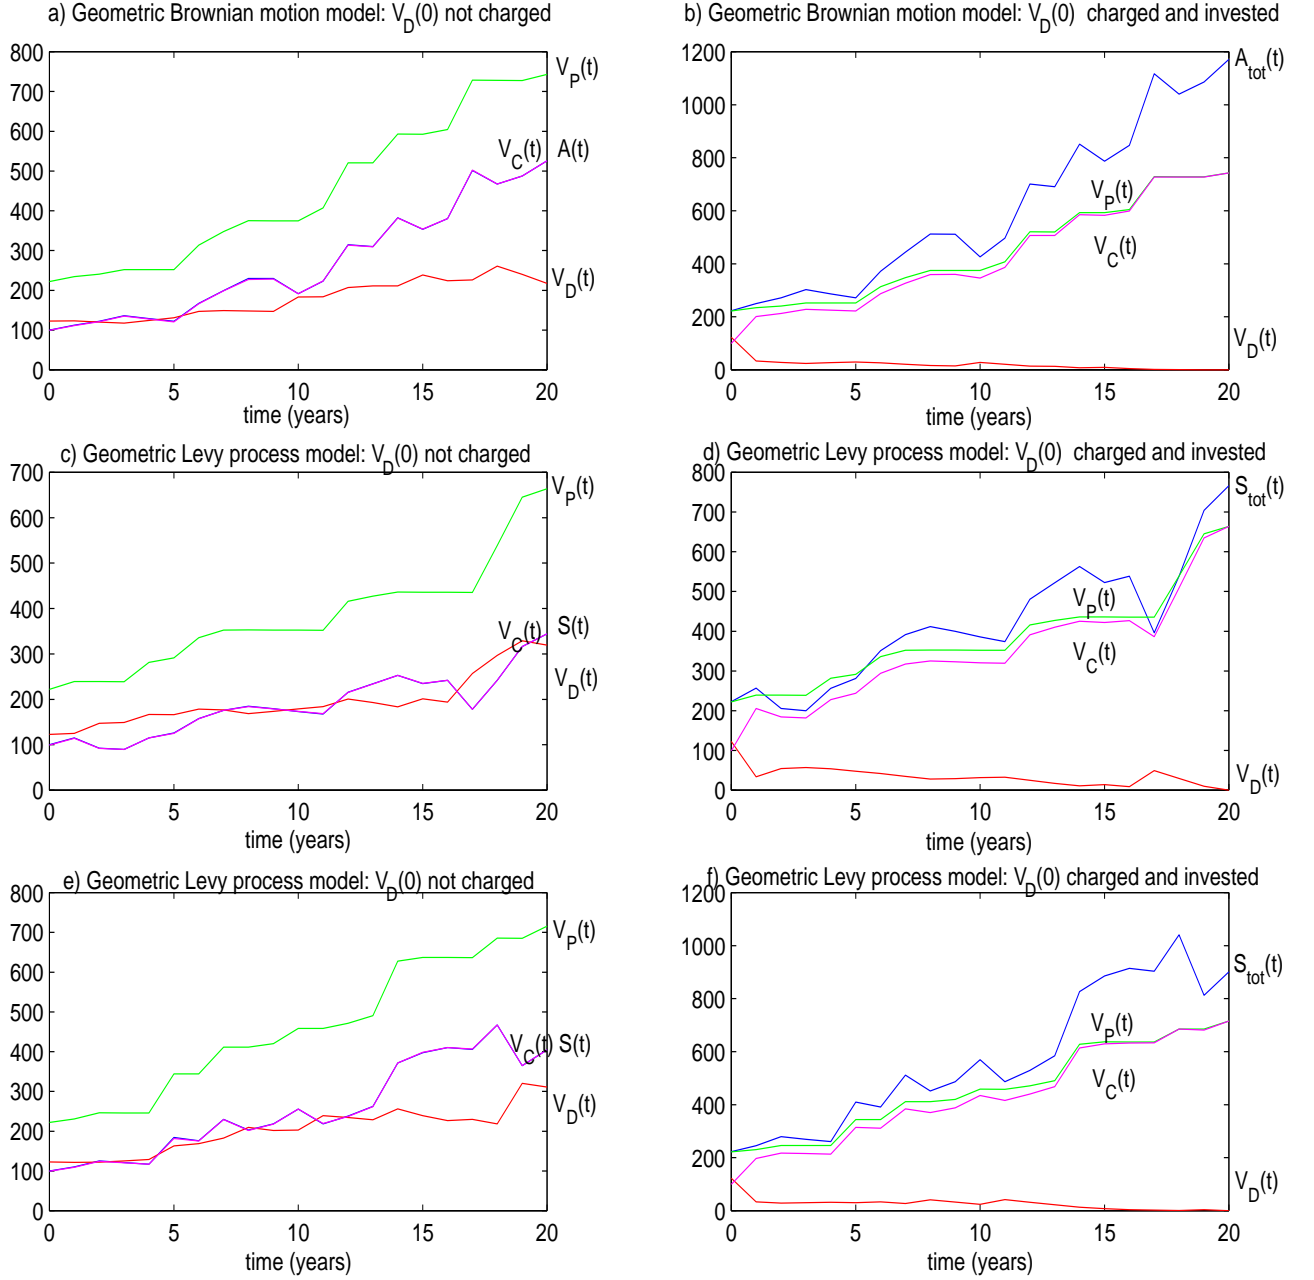 a) Geometric Brownian motion model: V_D(0) not charged
800
700
600
500
400
300
200
100
0
0 5 10 15 20
time (years)
V_P(t)
V_C(t) A(t)
V_D(t)
b) Geometric Brownian motion model: V_D(0) charged and invested
1200
1000
800
600
400
200
0
0 5 10 15 20
A_tot(t)
V_P(t)
V_C(t)
V_D(t)
c) Geometric Levy process model: V_D(0) not charged
700
600
500
400
300
200
100
0
0 5 10 15 20
time (years)
V_P(t)
V_C(t) S(t)
V_D(t)
d) Geometric Levy process model: V_D(0) charged and invested
800
700
600
500
400
300
200
100
0
0 5 10 15 20
time (years)
S_tot(t)
V_P(t)
V_C(t)
V_D(t)
e) Geometric Levy process model: V_D(0) not charged
800
700
600
500
400
300
200
100
0
0 5 10 15 20
time (years)
V_P(t)
V_C(t) S(t)
V_D(t)
f) Geometric Levy process model: V_D(0) charged and invested
1200
1000
800
600
400
200
0
0 5 10 15 20
time (years)
S_tot(t)
V_P(t)
V_C(t)
V_D(t)